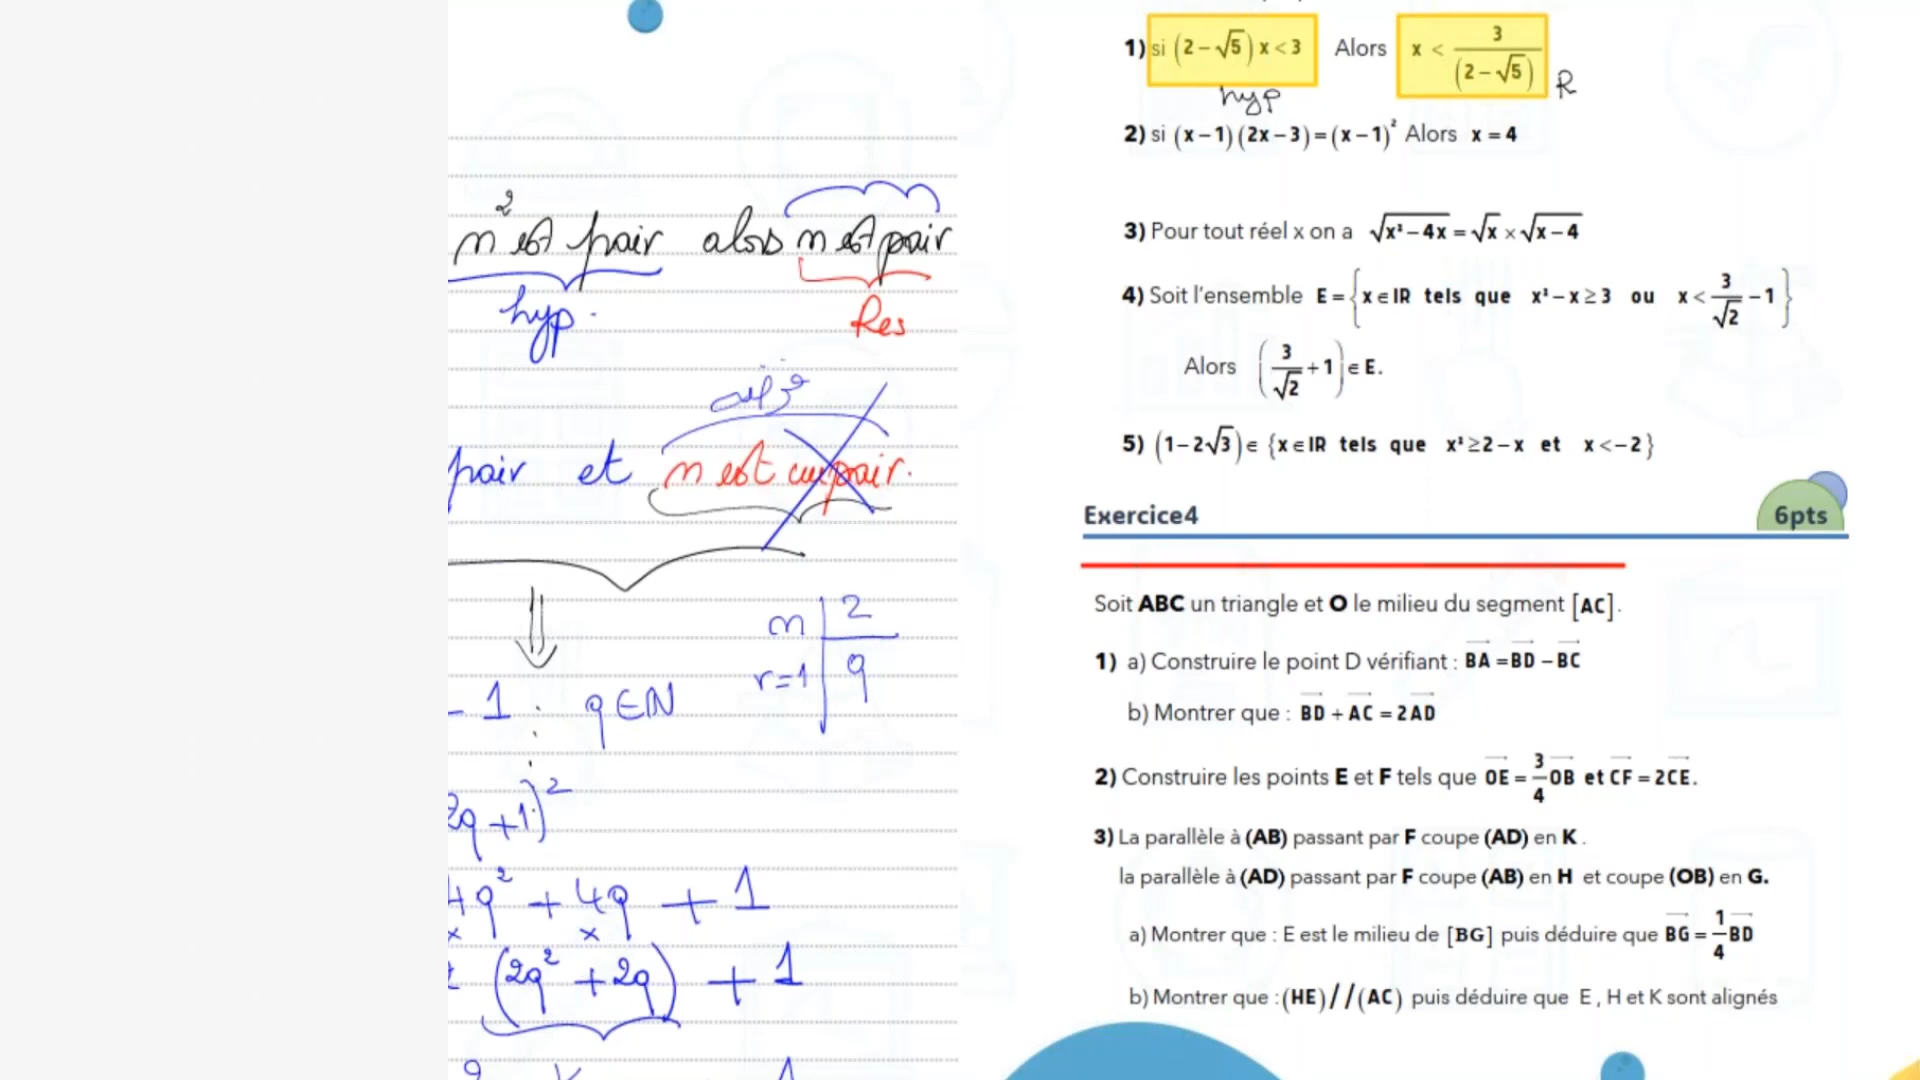 n² est pair alors n est pair
hyp.
Res
pair et n est impair.
n 2
r=1 q
- 1 : q ∈ ℕ
2q + 1)²
4q² + 4q + 1
(2q² + 2q) + 1
1) si (2 - √5) x < 3 Alors x < 3/(2 - √5) R
hyp
2) si (x - 1)(2x - 3) = (x - 1)² Alors x = 4
3) Pour tout réel x on a √(x² - 4x) = √x × √(x - 4)
4) Soit l'ensemble E = {x ∈ IR tels que x² - x ≥ 3 ou x < 3/√2 - 1}
Alors (3/√2 + 1) ∈ E.
5) (1 - 2√3) ∈ {x ∈ IR tels que x² ≥ 2 - x et x < -2}
Exercice4 6pts
Soit ABC un triangle et O le milieu du segment [AC].
1) a) Construire le point D vérifiant : BA = BD - BC
b) Montrer que : BD + AC = 2AD
2) Construire les points E et F tels que OE = 3/4 OB et CF = 2CE.
3) La parallèle à (AB) passant par F coupe (AD) en K.
la parallèle à (AD) passant par F coupe (AB) en H et coupe (OB) en G.
a) Montrer que : E est le milieu de [BG] puis déduire que BG = 1/4 BD
b) Montrer que : (HE)//(AC) puis déduire que E, H et K sont alignés